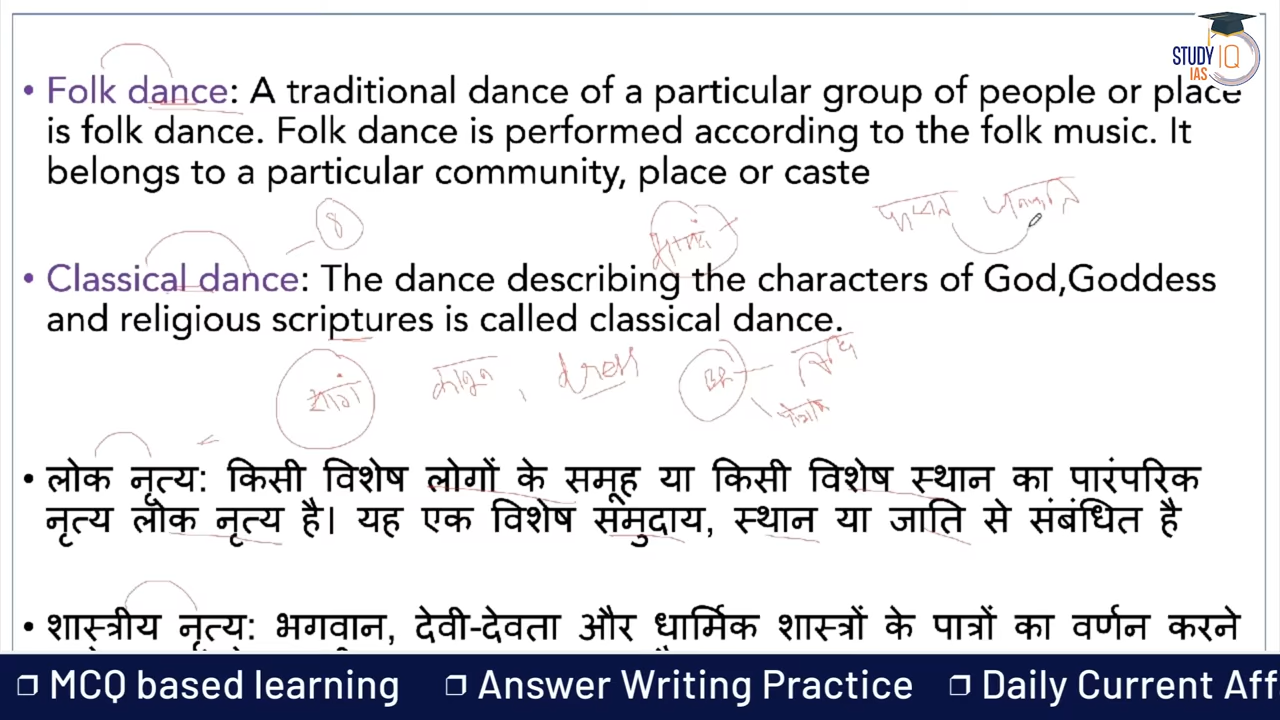 STUDY IQ
IAS
• Folk dance: A traditional dance of a particular group of people or place
is folk dance. Folk dance is performed according to the folk music. It
belongs to a particular community, place or caste
8
• Classical dance: The dance describing the characters of God,Goddess
and religious scriptures is called classical dance.
कानून , dress
• लोक नृत्य: किसी विशेष लोगों के समूह या किसी विशेष स्थान का पारंपरिक
नृत्य लोक नृत्य है। यह एक विशेष समुदाय, स्थान या जाति से संबंधित है
• शास्त्रीय नृत्य: भगवान, देवी-देवता और धार्मिक शास्त्रों के पात्रों का वर्णन करने
❒ MCQ based learning ❒ Answer Writing Practice ❒ Daily Current Aff